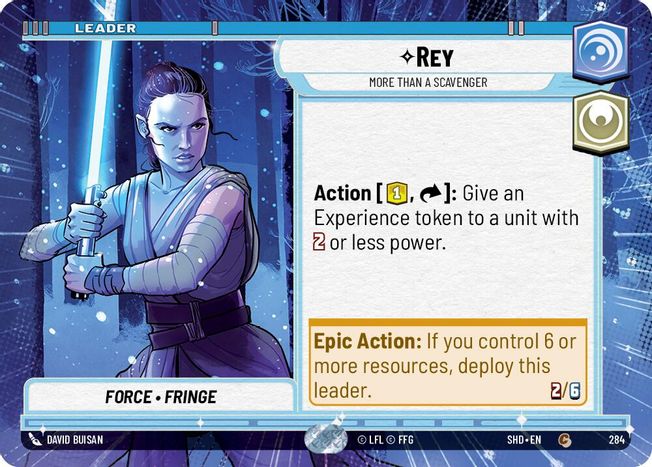 LEADER
✧REY
MORE THAN A SCAVENGER
Action [1, ]: Give an
Experience token to a unit with
2 or less power.
Epic Action: If you control 6 or
more resources, deploy this
leader.
2/6
FORCE • FRINGE
DAVID BUISAN
© LFL © FFG
SHD • EN
C
284